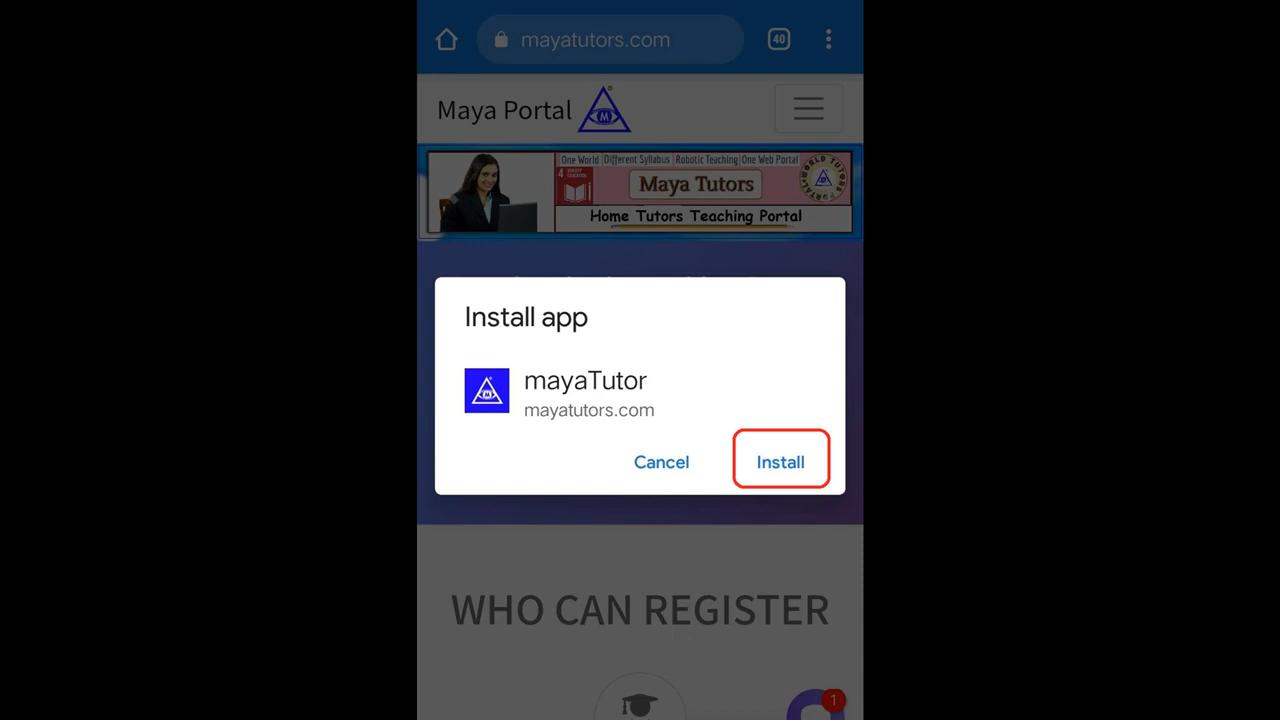 40
mayatutors.com
Maya Portal
M
One World | Different Syllabus | Robotic Teaching | One Web Portal
4
Maya Tutors
Home Tutors Teaching Portal
Install app
mayaTutor
M
mayatutors.com
Cancel
Install
WHO CAN REGISTER
1